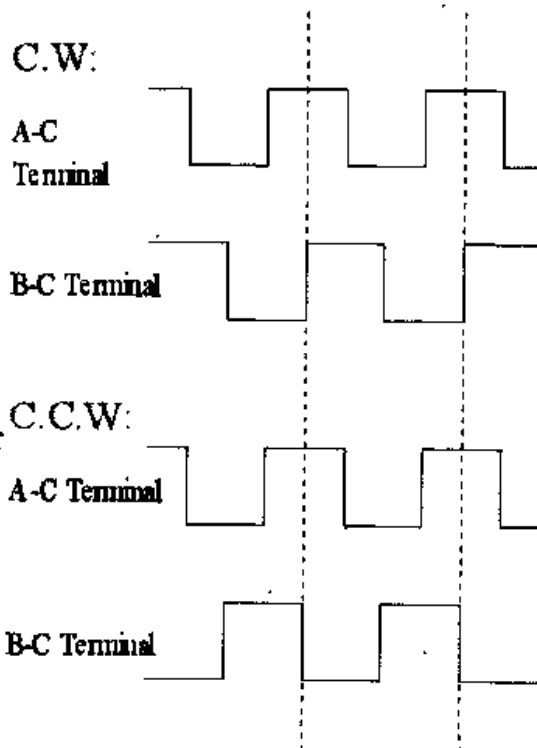 C.W:
A-C
Terminal
B-C Terminal
C.C.W:
A-C Terminal
B-C Terminal